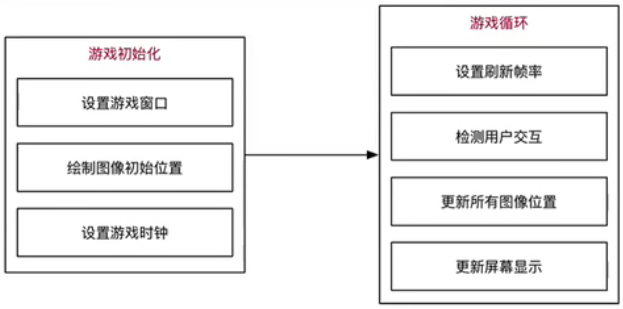 游戏初始化
设置游戏窗口
绘制图像初始位置
设置游戏时钟
游戏循环
设置刷新帧率
检测用户交互
更新所有图像位置
更新屏幕显示